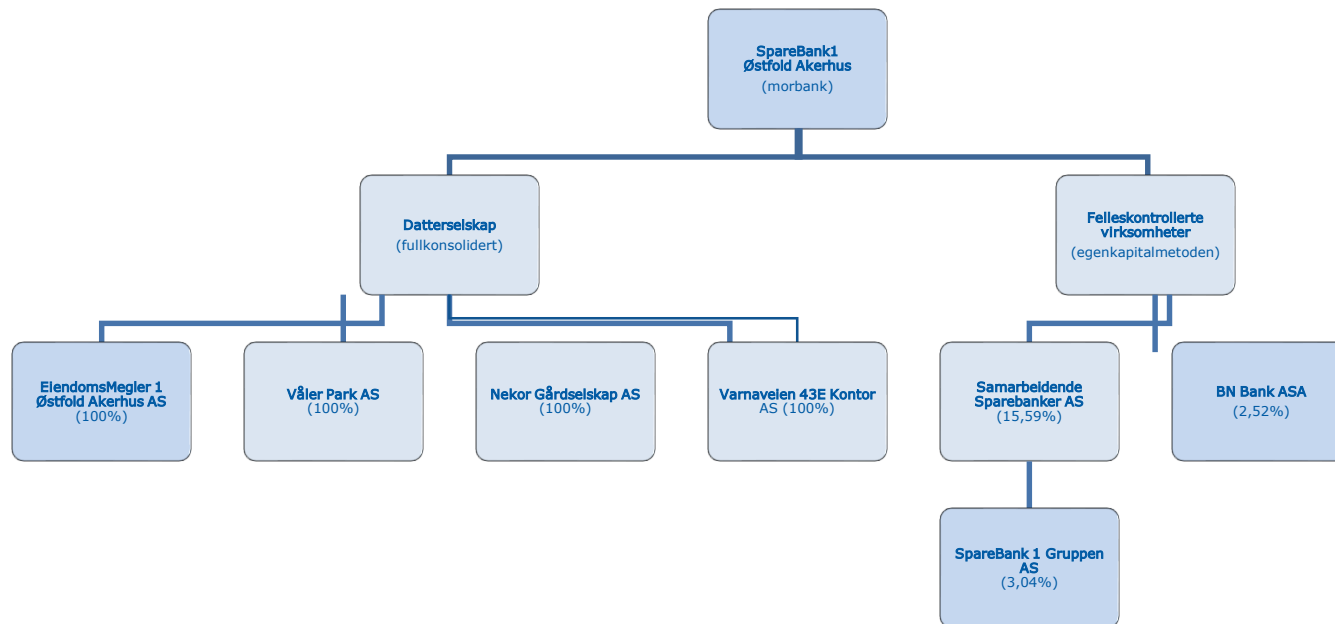 SpareBank1
Østfold Akerhus
(morbank)
Datterselskap
(fullkonsolidert)
Felleskontrollerte
virksomheter
(egenkapitalmetoden)
EiendomsMegler 1
Østfold Akerhus AS
(100%)
Våler Park AS
(100%)
Nekor Gårdselskap AS
(100%)
Varnaveien 43E Kontor
AS (100%)
Samarbeidende
Sparebanker AS
(15,59%)
BN Bank ASA
(2,52%)
SpareBank 1 Gruppen
AS
(3,04%)